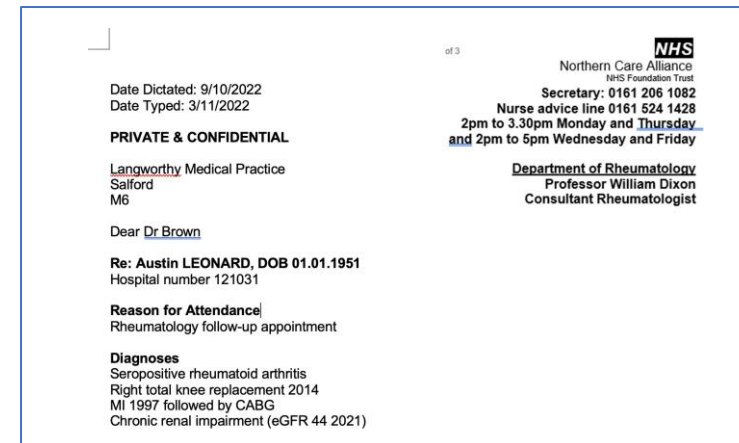 of 3
NHS
Northern Care Alliance
NHS Foundation Trust
Secretary: 0161 206 1082
Nurse advice line 0161 524 1428
2pm to 3.30pm Monday and Thursday
and 2pm to 5pm Wednesday and Friday
Department of Rheumatology
Professor William Dixon
Consultant Rheumatologist
Date Dictated: 9/10/2022
Date Typed: 3/11/2022
PRIVATE & CONFIDENTIAL
Langworthy Medical Practice
Salford
M6
Dear Dr Brown
Re: Austin LEONARD, DOB 01.01.1951
Hospital number 121031
Reason for Attendance
Rheumatology follow-up appointment
Diagnoses
Seropositive rheumatoid arthritis
Right total knee replacement 2014
MI 1997 followed by CABG
Chronic renal impairment (eGFR 44 2021)